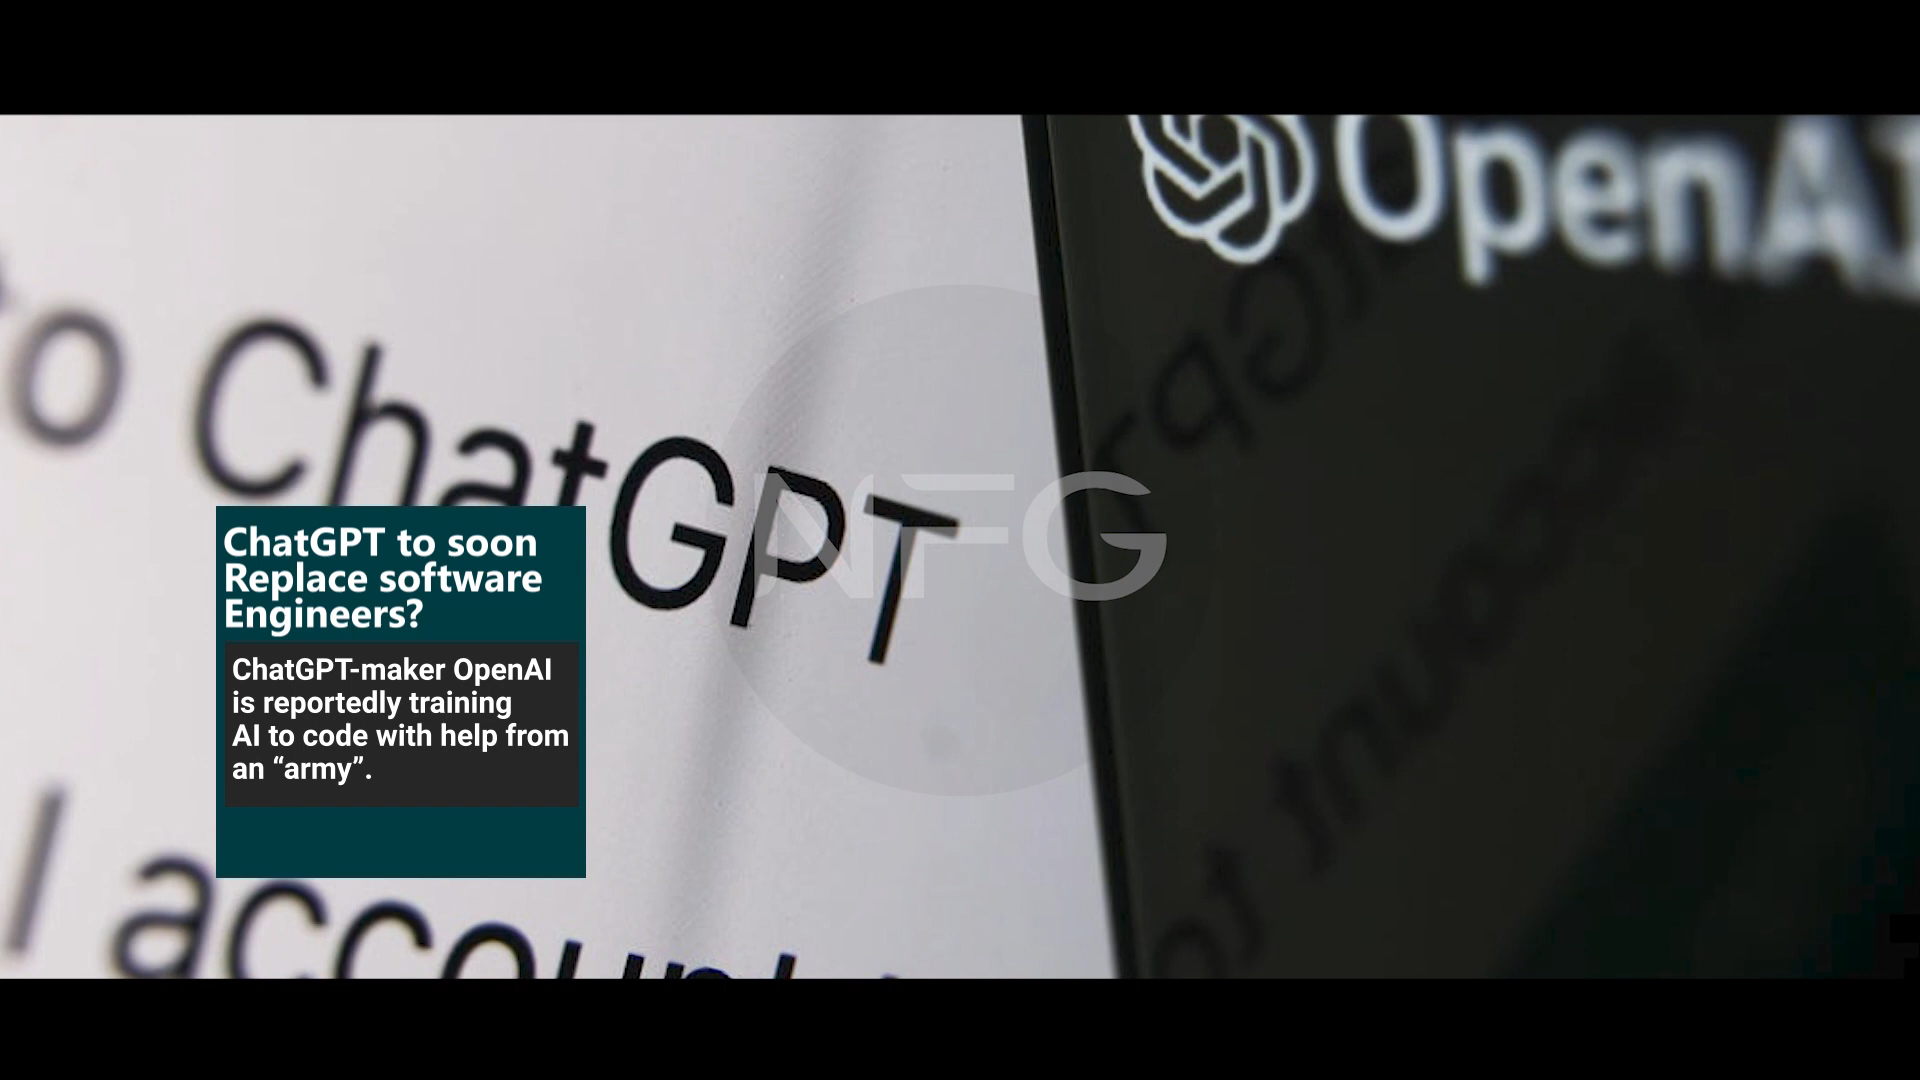 OpenAI
to ChatGPT
NFG
ChatGPT to soon
Replace software
Engineers?
ChatGPT-maker OpenAI
is reportedly training
AI to code with help from
an “army”.